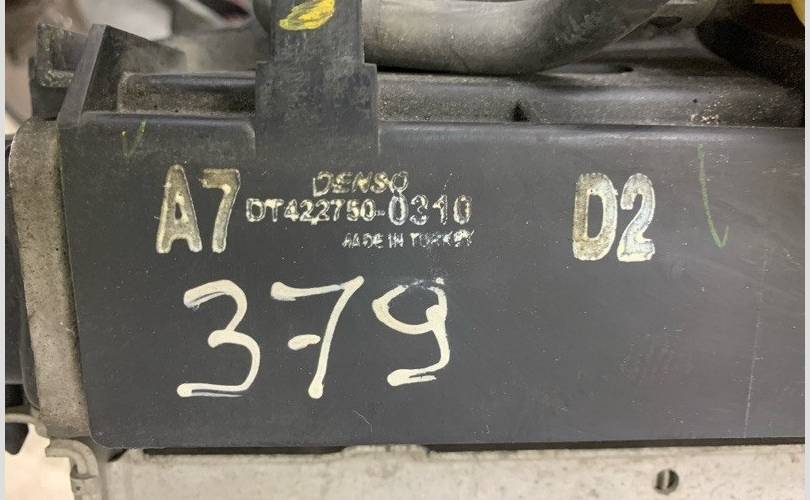 DENSO
A7 DT422750-0310 D2
MADE IN TURKEY
379